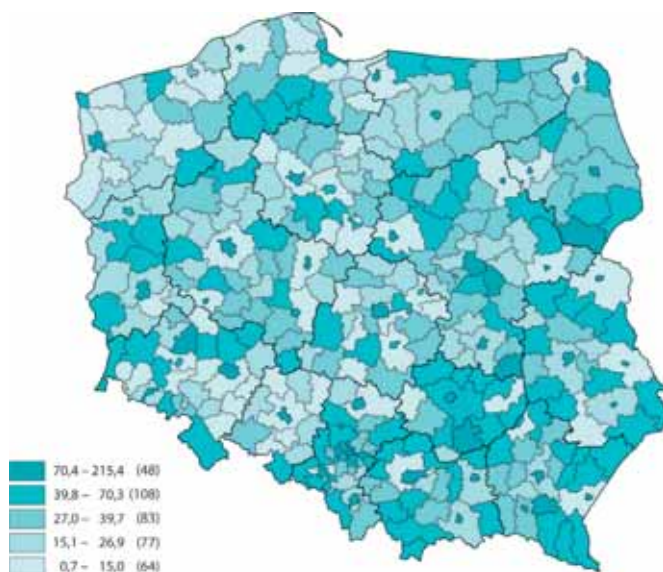 70,4 – 215,4 (48)
39,8 – 70,3 (108)
27,0 – 39,7 (83)
15,1 – 26,9 (77)
0,7 – 15,0 (64)